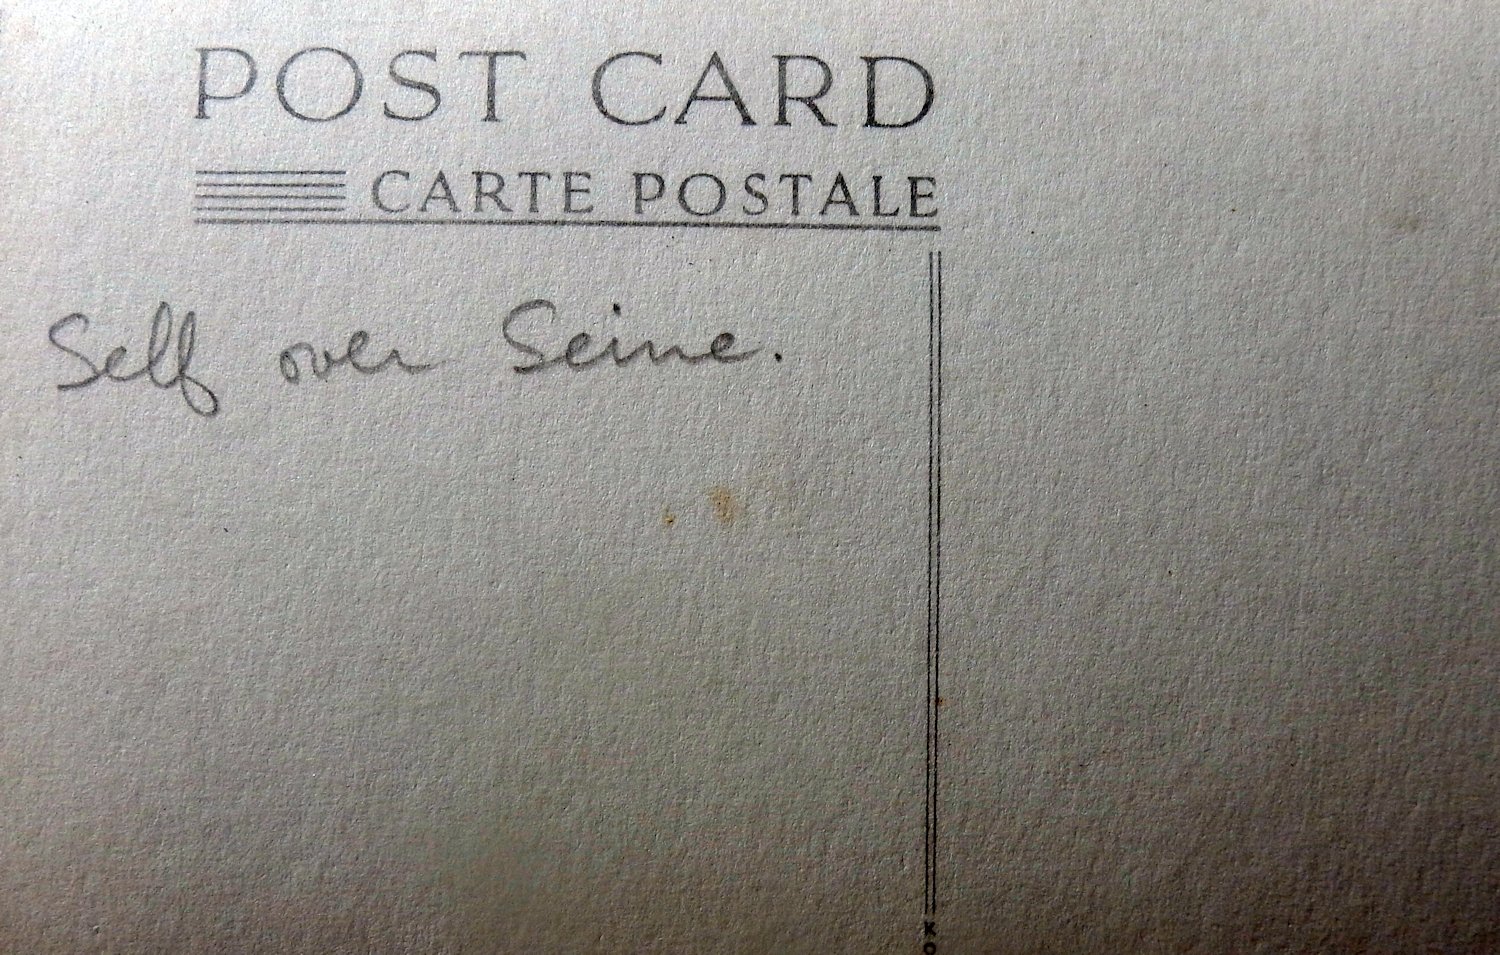 POST CARD
CARTE POSTALE
Self over Seine.
K
O